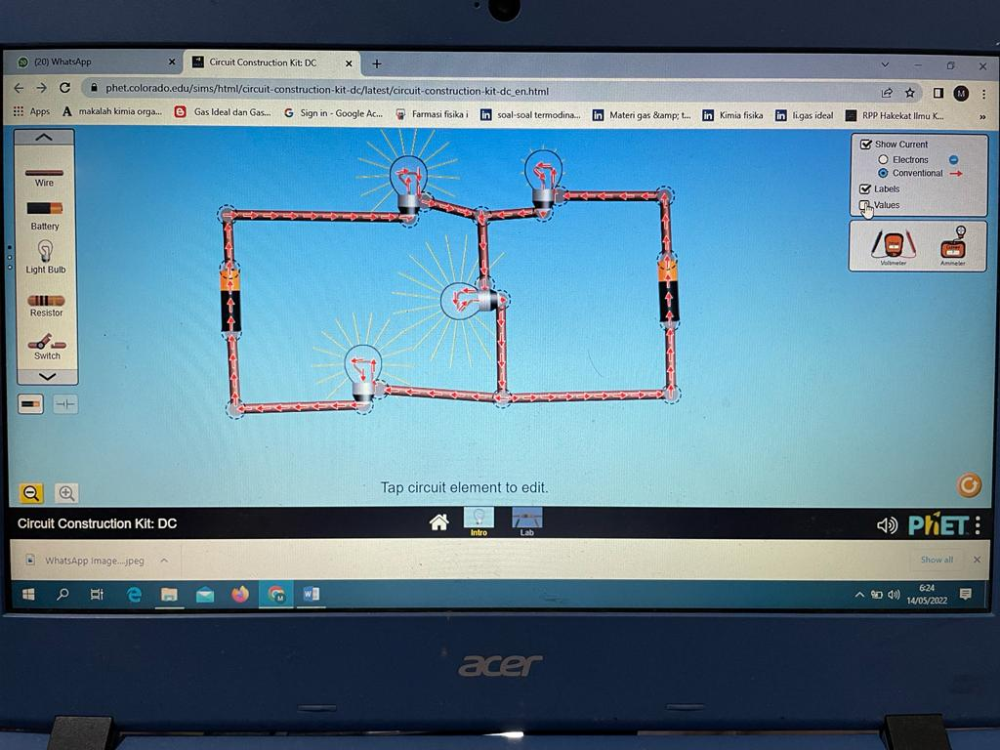 (20) WhatsApp
Circuit Construction Kit: DC
phet.colorado.edu/sims/html/circuit-construction-kit-dc/latest/circuit-construction-kit-dc_en.html
M
Apps
makalah kimia orga...
Gas Ideal dan Gas...
Sign in - Google Ac...
Farmasi fisika i
soal-soal termodina...
Materi gas &amp; t...
Kimia fisika
li.gas ideal
RPP Hakekat Ilmu K...
»
Wire
Battery
Light Bulb
Resistor
Switch
Show Current
Electrons
Conventional
Labels
Values
Voltmeter
Ammeter
Tap circuit element to edit.
Circuit Construction Kit: DC
Intro
Lab
PhET
WhatsApp Image....jpeg
Show all
6:24
14/05/2022
acer